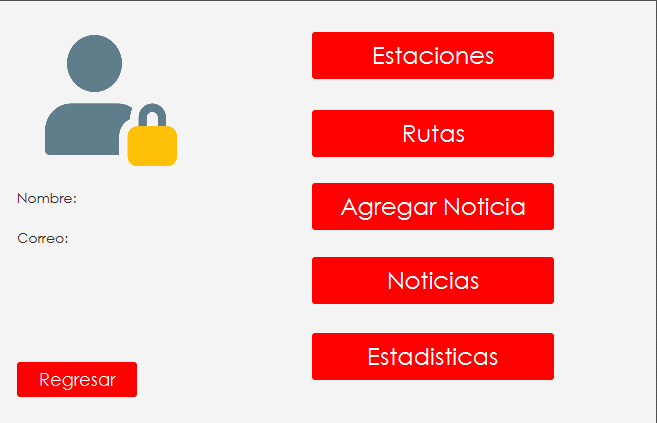 Nombre:
Correo:
Regresar
Estaciones
Rutas
Agregar Noticia
Noticias
Estadisticas